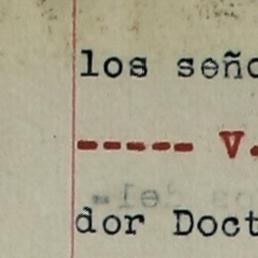 los seño
----- V.
dor Doct